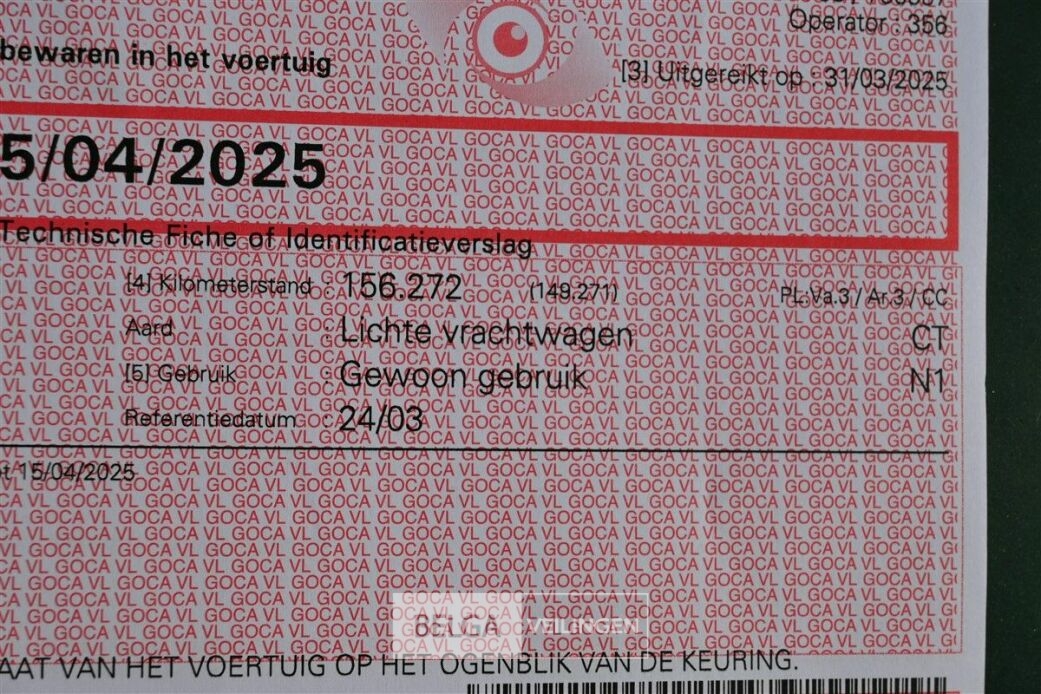 Operator : 356
bewaren in het voertuig
[3] Uitgereikt op : 31/03/2025
5/04/2025
Technische Fiche of Identificatieverslag
[4] Kilometerstand : 156.272 (149.271) PL.Va.3 / Ar.3 / CC
Aard : Lichte vrachtwagen CT
[5] Gebruik : Gewoon gebruik N1
Referentiedatum : 24/03
15/04/2025
BELGA VEILINGEN
AAT VAN HET VOERTUIG OP HET OGENBLIK VAN DE KEURING.